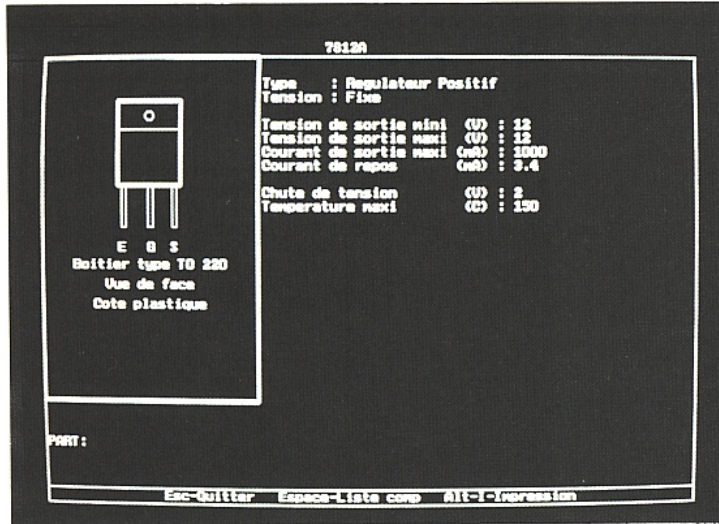 7812A
Type : Regulateur Positif
Tension : Fixe
Tension de sortie mini (V) : 12
Tension de sortie maxi (V) : 12
Courant de sortie maxi (mA) : 1000
Courant de repos (mA) : 3.4
Chute de tension (V) : 2
Temperature maxi (C) : 150
E G S
Boitier type TO 220
Vue de face
Cote plastique
PART:
Esc-Quitter Espace-Liste comp Alt-I-Impression